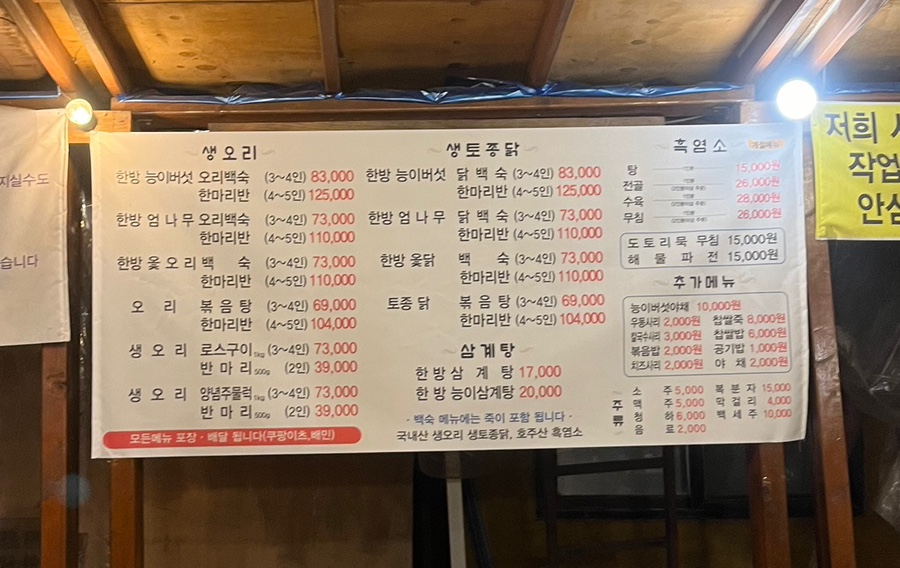 지실수도
습니다
생오리
한방 능이버섯 오리백숙 (3~4인) 83,000
한마리반 (4~5인) 125,000
한방 엄나무 오리백숙 (3~4인) 73,000
한마리반 (4~5인) 110,000
한방 옻오리 백 숙 (3~4인) 73,000
한마리반 (4~5인) 110,000
오 리 볶음탕 (3~4인) 69,000
한마리반 (4~5인) 104,000
생 오 리 로스구이 1kg (3~4인) 73,000
반 마 리 500g (2인) 39,000
생 오 리 양념주물럭 1kg (3~4인) 73,000
반 마 리 500g (2인) 39,000
모든메뉴 포장·배달 됩니다(쿠팡이츠,배민)
생토종닭
한방 능이버섯 닭 백 숙 (3~4인) 83,000
한마리반 (4~5인) 125,000
한방 엄나무 닭 백 숙 (3~4인) 73,000
한마리반 (4~5인) 110,000
한방 옻닭 백 숙 (3~4인) 73,000
한마리반 (4~5인) 110,000
토종닭 볶 음 탕 (3~4인) 69,000
한마리반 (4~5인) 104,000
삼계탕
한방삼 계 탕 17,000
한방 능이삼계탕 20,000
· 백숙 메뉴에는 죽이 포함 됩니다 ·
국내산 생오리 생토종닭, 호주산 흑염소
흑염소 계절메뉴
탕 15,000원
전골 26,000원
수육 28,000원
무침 26,000원
도토리묵 무침 15,000원
해 물 파 전 15,000원
추가메뉴
능이버섯야채 10,000원
우동사리 2,000원 찹쌀죽 8,000원
칼국수사리 3,000원 찹쌀밥 6,000원
볶음밥 2,000원 공기밥 1,000원
치즈사리 2,000원 야 채 2,000원
주류
소 주 5,000 복 분 자 15,000
맥 주 5,000 막 걸 리 4,000
청 하 6,000 백 세 주 10,000
음 료 2,000
저희
작업
안심